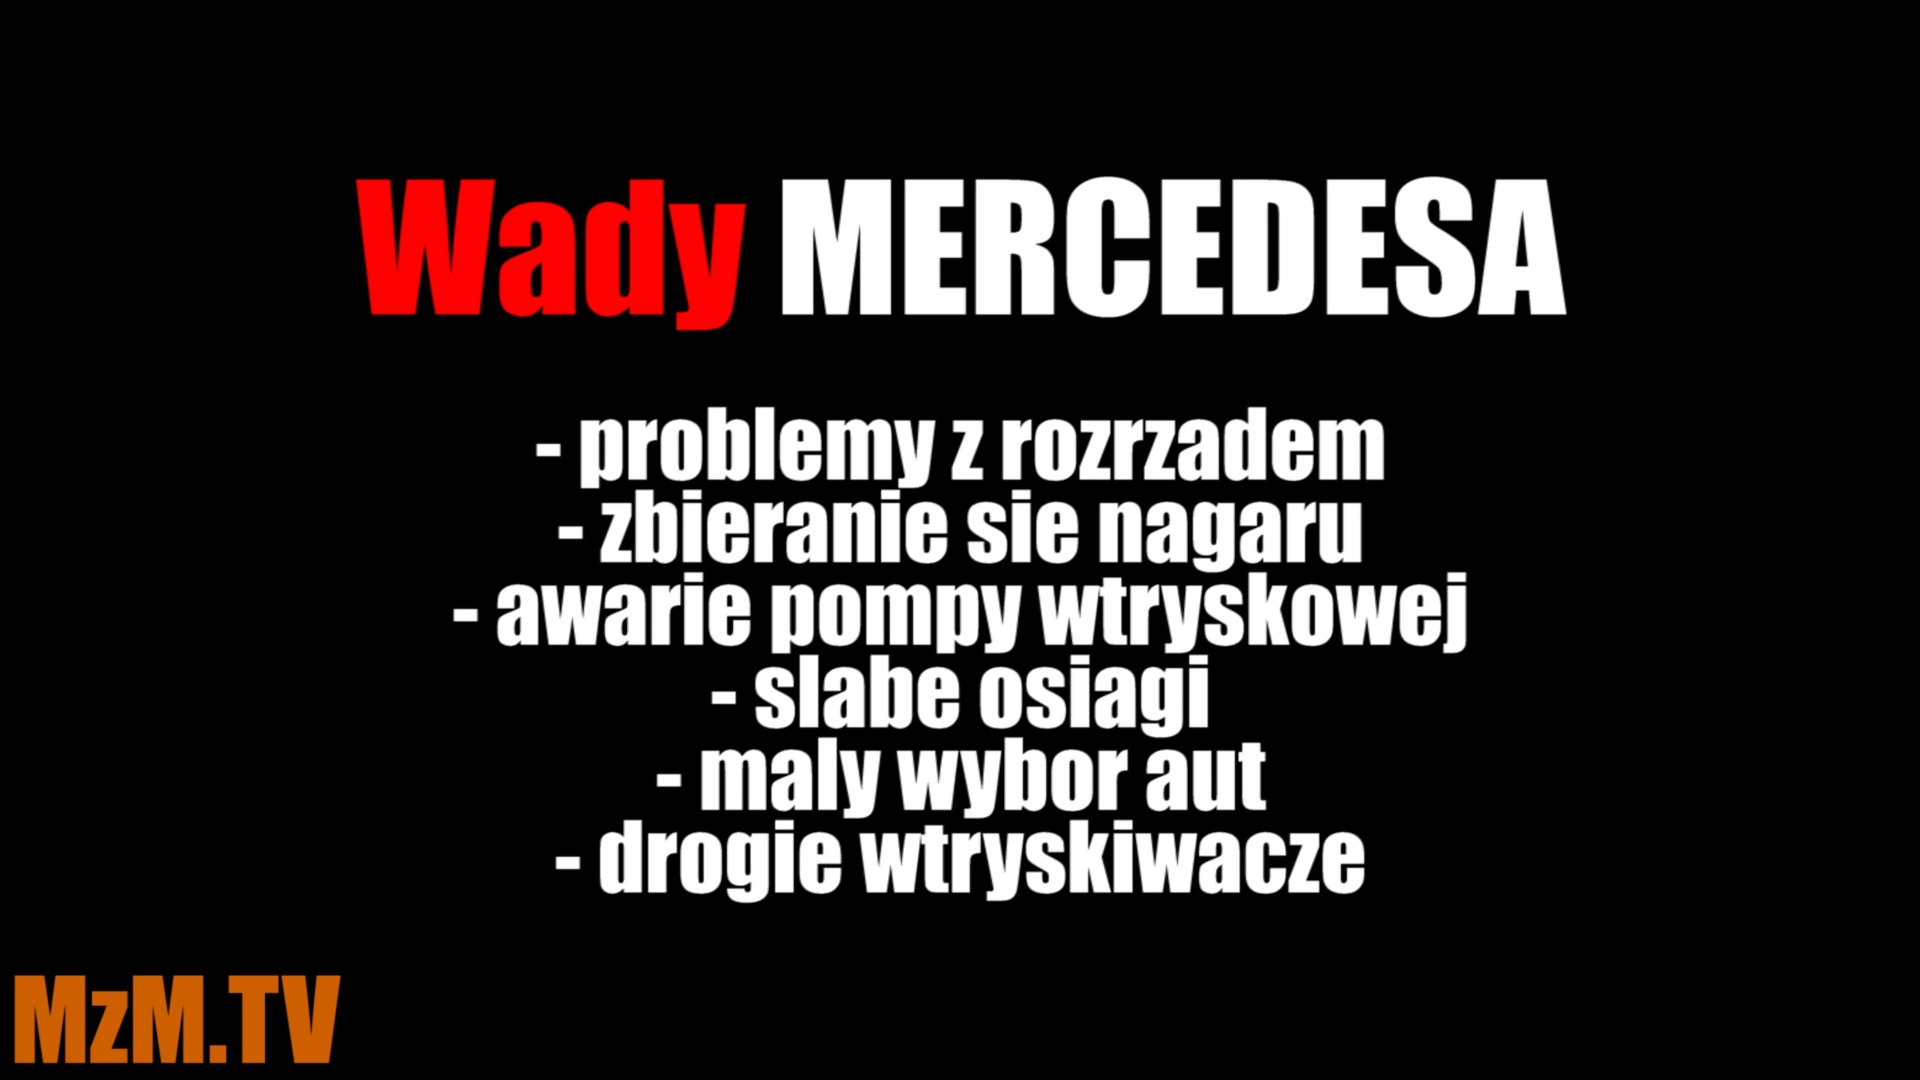 Wady MERCEDESA
- problemy z rozrzadem
- zbieranie sie nagaru
- awarie pompy wtryskowej
- slabe osiagi
- maly wybor aut
- drogie wtryskiwacze
MzM.TV